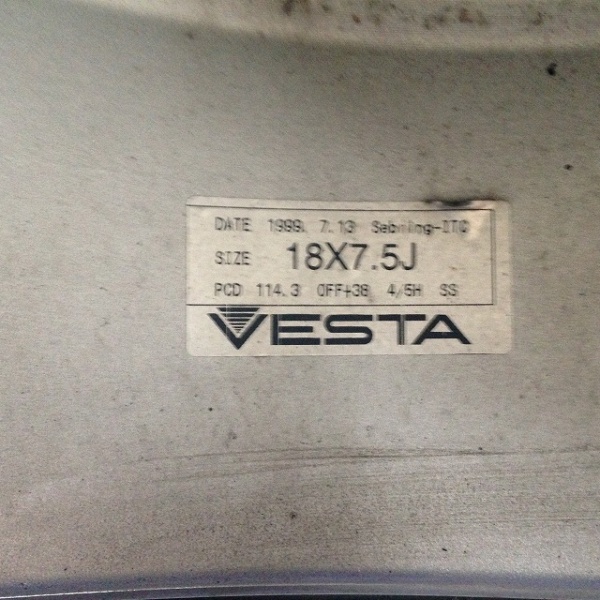 DATE 1999. 7.13 Sebring-ITC
SIZE 18X7.5J
PCD 114.3 OFF+38 4/5H SS
VESTA